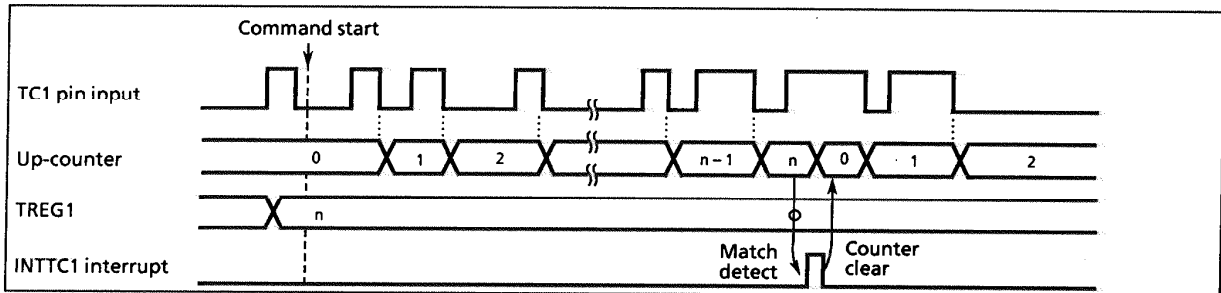 Command start
TC1 pin input
Up-counter
0 1 2 n-1 n 0 1 2
TREG1
n
Match
detect
Counter
clear
INTTC1 interrupt